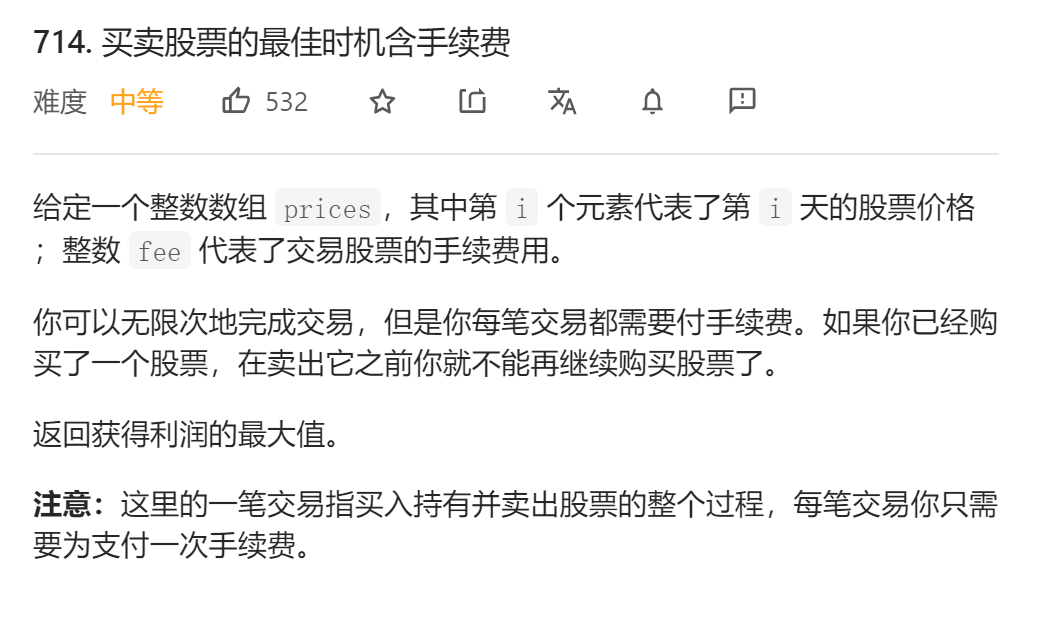 714. 买卖股票的最佳时机含手续费
难度 中等 532
给定一个整数数组 prices，其中第 i 个元素代表了第 i 天的股票价格
；整数 fee 代表了交易股票的手续费用。
你可以无限次地完成交易，但是你每笔交易都需要付手续费。如果你已经购
买了一个股票，在卖出它之前你就不能再继续购买股票了。
返回获得利润的最大值。
注意：这里的一笔交易指买入持有并卖出股票的整个过程，每笔交易你只需
要为支付一次手续费。